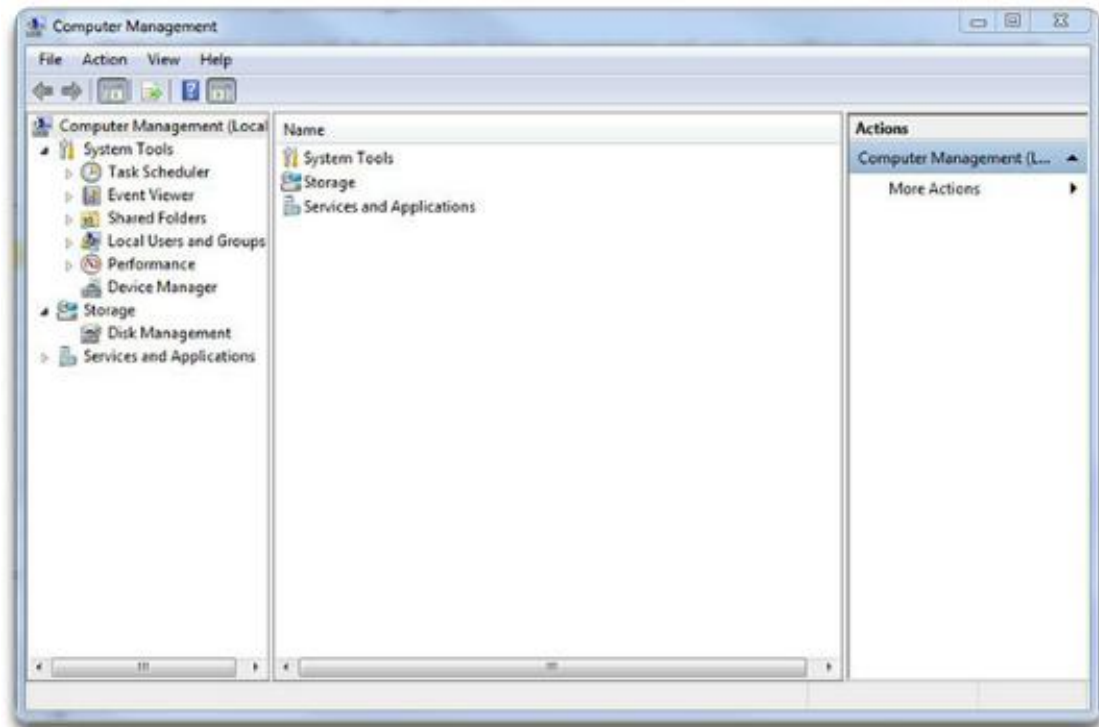 Computer Management
File Action View Help
Computer Management (Local
System Tools
Task Scheduler
Event Viewer
Shared Folders
Local Users and Groups
Performance
Device Manager
Storage
Disk Management
Services and Applications
Name
System Tools
Storage
Services and Applications
Actions
Computer Management (L...
More Actions